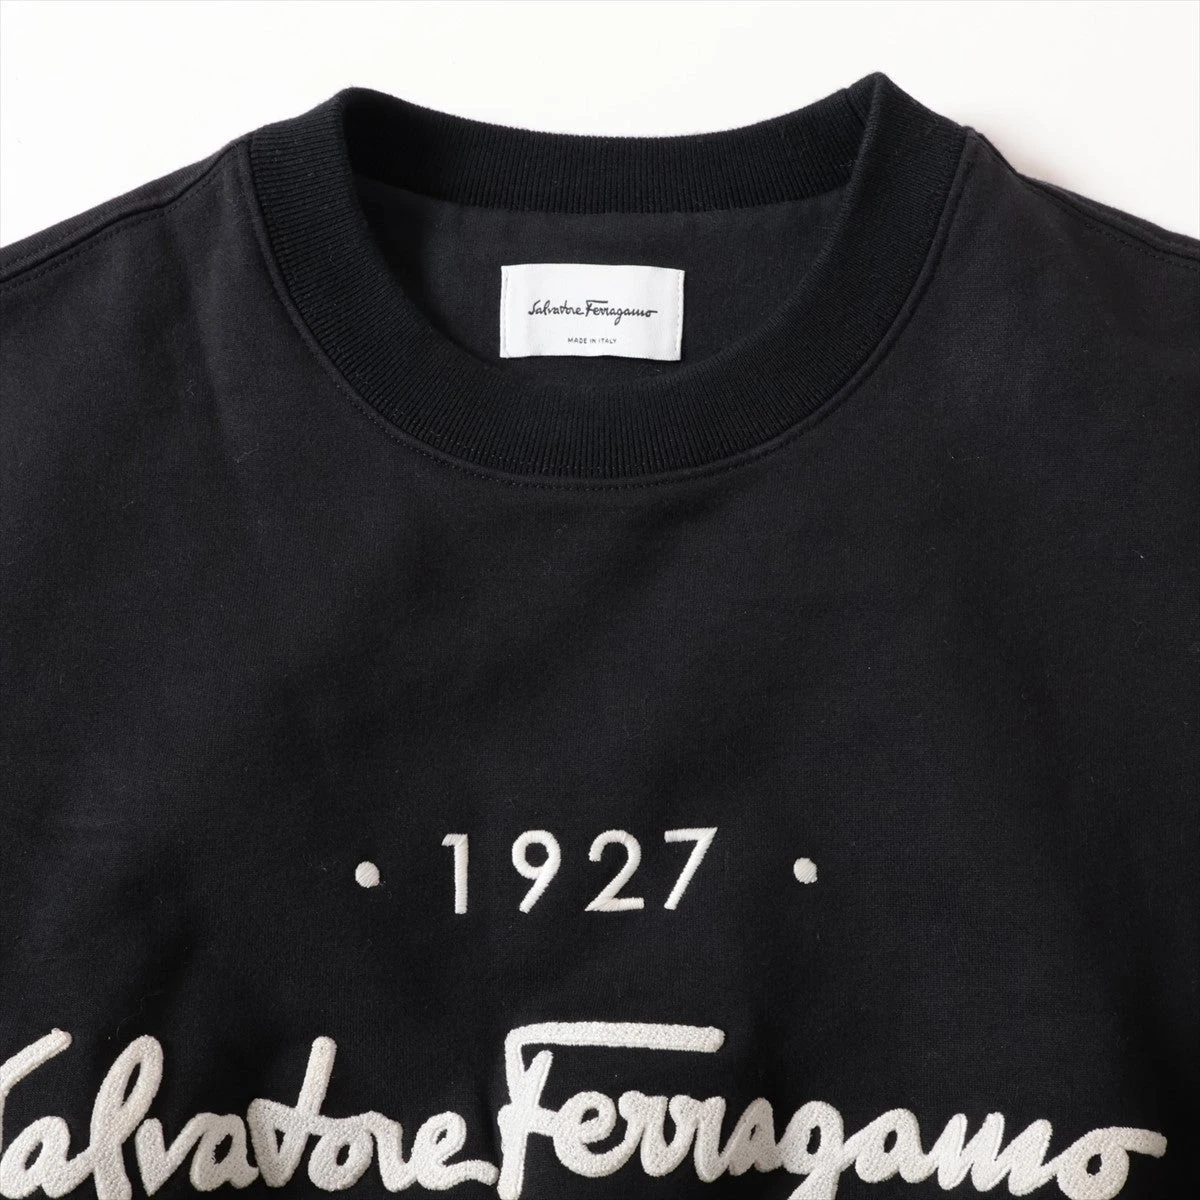 Salvatore Ferragamo
MADE IN ITALY
• 1927 •
Salvatore Ferragamo